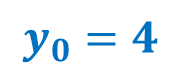 y₀ = 4